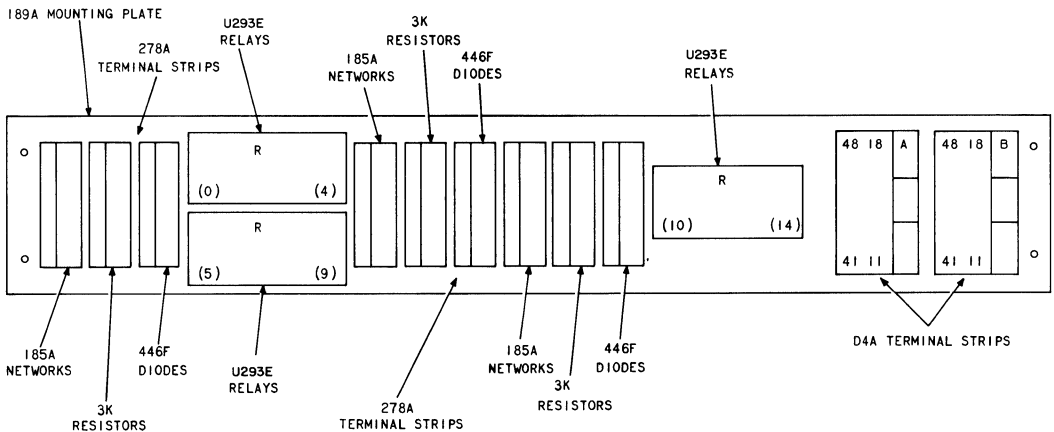 189A MOUNTING PLATE
278A
TERMINAL STRIPS
U293E
RELAYS
185A
NETWORKS
3K
RESISTORS
446F
DIODES
U293E
RELAYS
R
(0) (4)
R
(5) (9)
R
(10) (14)
48 18 A
41 11
48 18 B
41 11
185A
NETWORKS
3K
RESISTORS
446F
DIODES
U293E
RELAYS
278A
TERMINAL STRIPS
185A
NETWORKS
3K
RESISTORS
446F
DIODES
D4A TERMINAL STRIPS